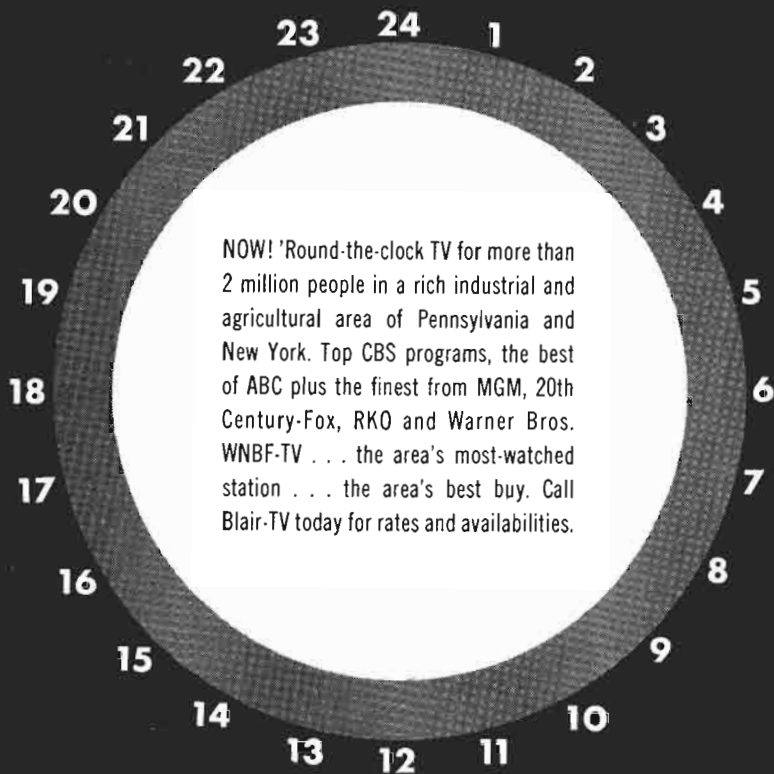 24
23 1
22 2
21 3
20 4
NOW! 'Round-the-clock TV for more than
2 million people in a rich industrial and
19 5
agricultural area of Pennsylvania and
New York. Top CBS programs, the best
18 of ABC plus the finest from MGM, 20th 6
Century-Fox, RKO and Warner Bros.
WNBF-TV . . . the area's most-watched
17 station . . . the area's best buy. Call 7
Blair-TV today for rates and availabilities.
16 8
15 9
14 10
13 11
12